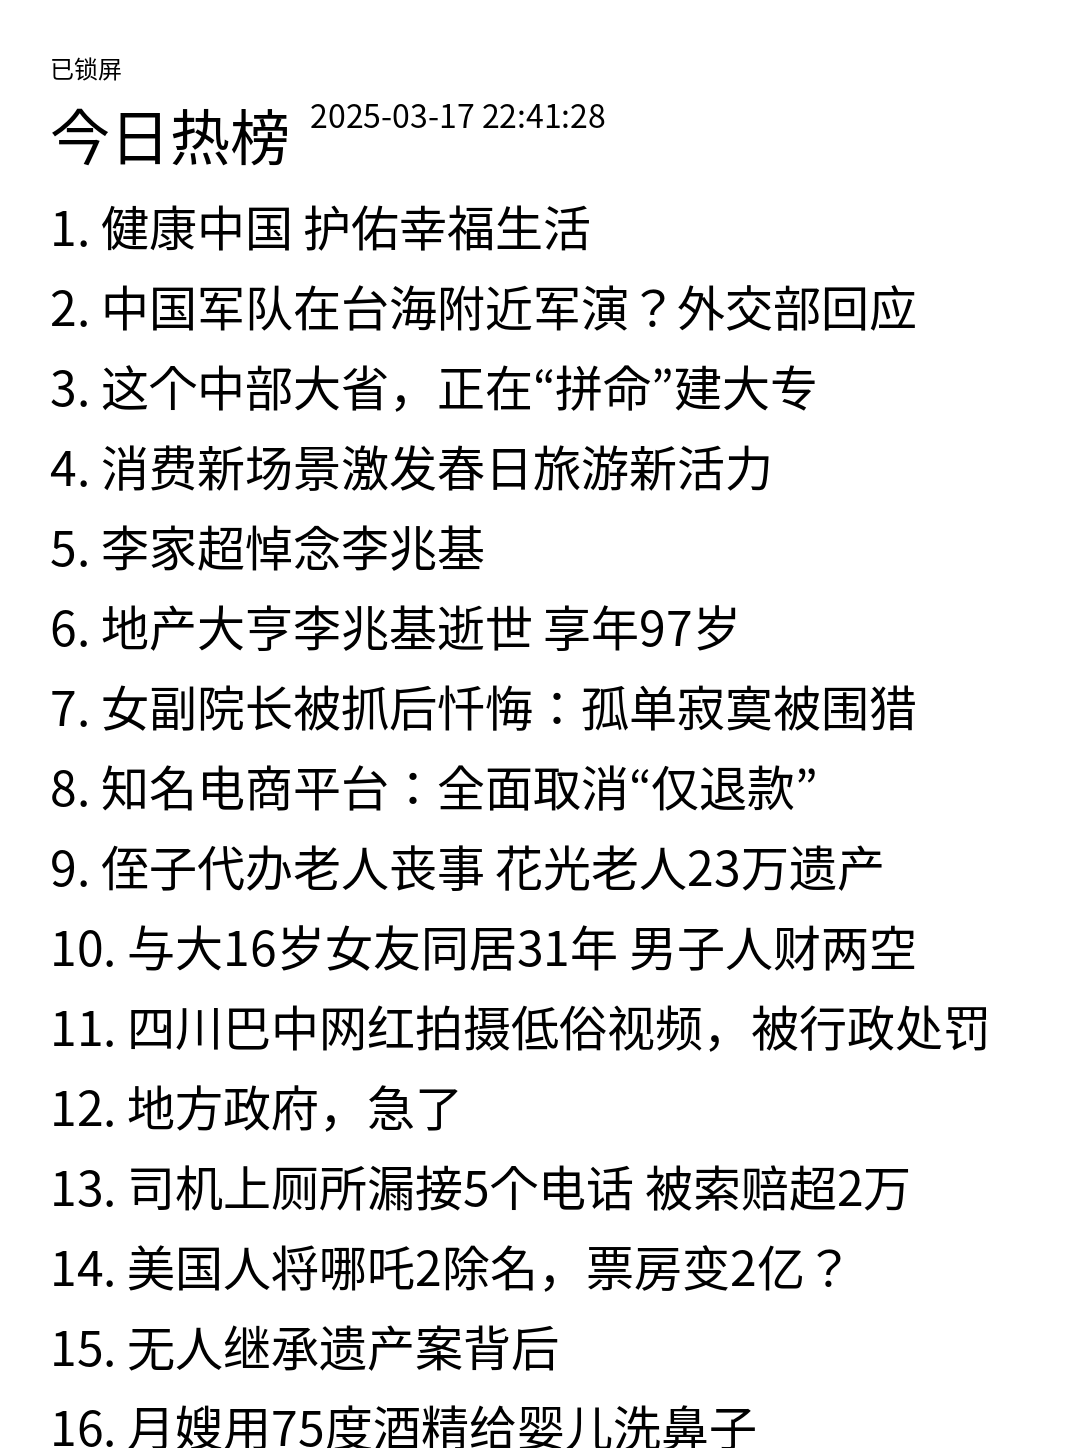 已锁屏
今日热榜 2025-03-17 22:41:28
1. 健康中国 护佑幸福生活
2. 中国军队在台海附近军演？外交部回应
3. 这个中部大省，正在“拼命”建大专
4. 消费新场景激发春日旅游新活力
5. 李家超悼念李兆基
6. 地产大亨李兆基逝世 享年97岁
7. 女副院长被抓后忏悔：孤单寂寞被围猎
8. 知名电商平台：全面取消“仅退款”
9. 侄子代办老人丧事 花光老人23万遗产
10. 与大16岁女友同居31年 男子人财两空
11. 四川巴中网红拍摄低俗视频，被行政处罚
12. 地方政府，急了
13. 司机上厕所漏接5个电话 被索赔超2万
14. 美国人将哪吒2除名，票房变2亿？
15. 无人继承遗产案背后
16. 月嫂用75度酒精给婴儿洗鼻子